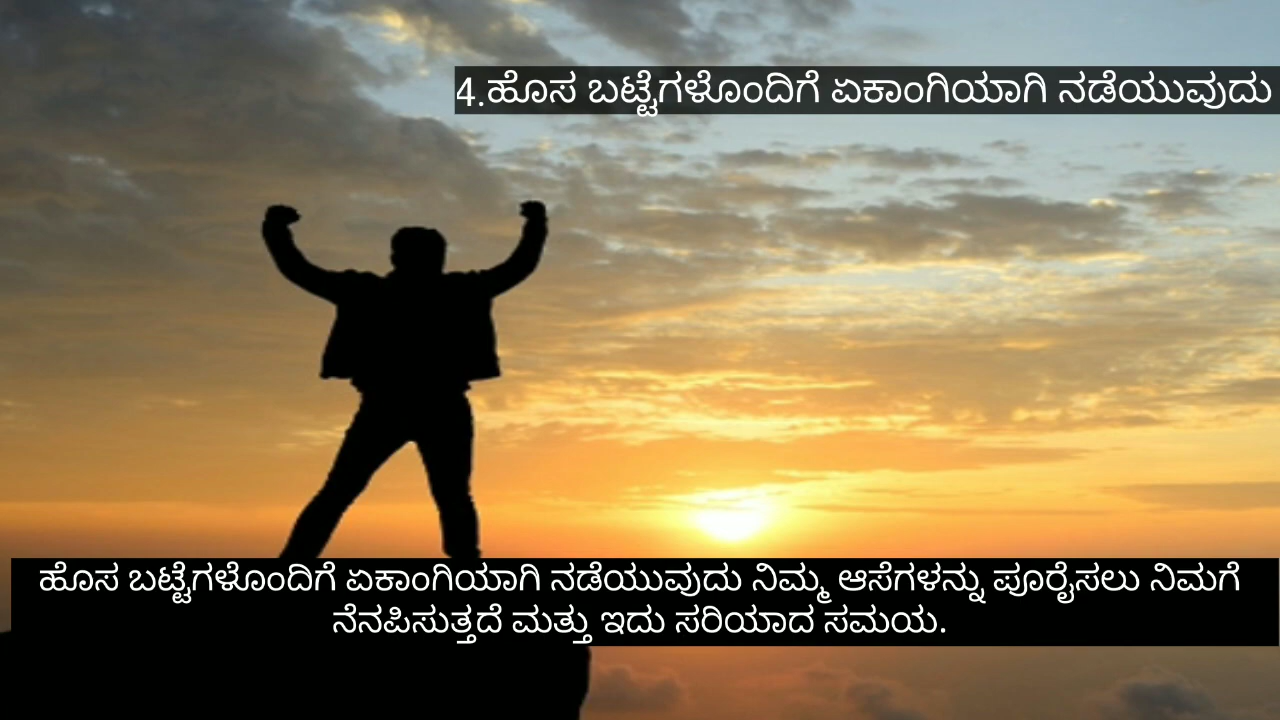 4.ಹೊಸ ಬಟ್ಟೆಗಳೊಂದಿಗೆ ಏಕಾಂಗಿಯಾಗಿ ನಡೆಯುವುದು
ಹೊಸ ಬಟ್ಟೆಗಳೊಂದಿಗೆ ಏಕಾಂಗಿಯಾಗಿ ನಡೆಯುವುದು ನಿಮ್ಮ ಆಸೆಗಳನ್ನು ಪೂರೈಸಲು ನಿಮಗೆ
ನೆನಪಿಸುತ್ತದೆ ಮತ್ತು ಇದು ಸರಿಯಾದ ಸಮಯ.